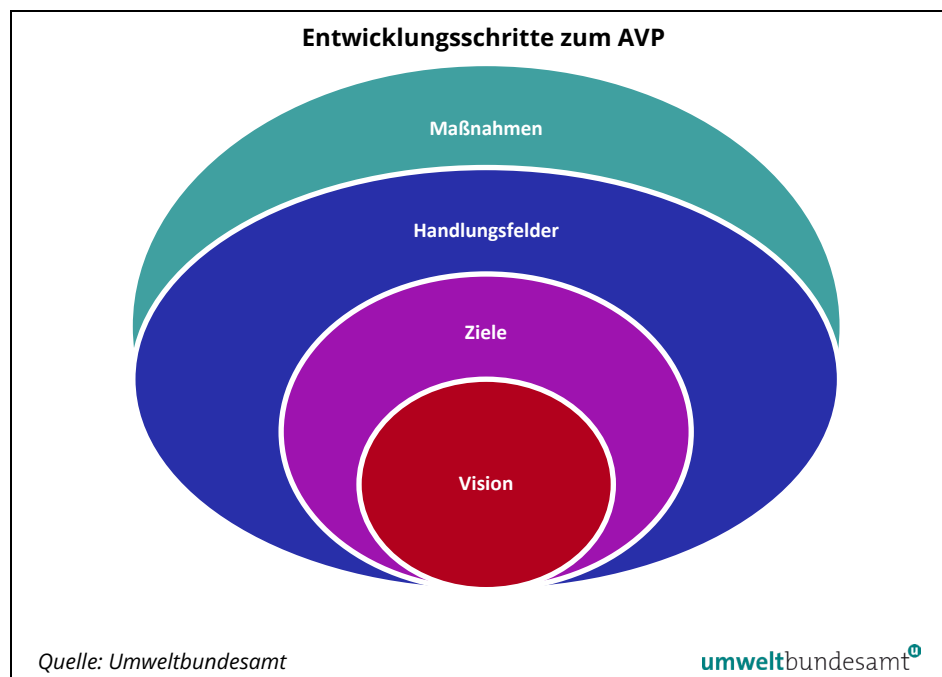 Entwicklungsschritte zum AVP
Maßnahmen
Handlungsfelder
Ziele
Vision
Quelle: Umweltbundesamt
umweltbundesamt u